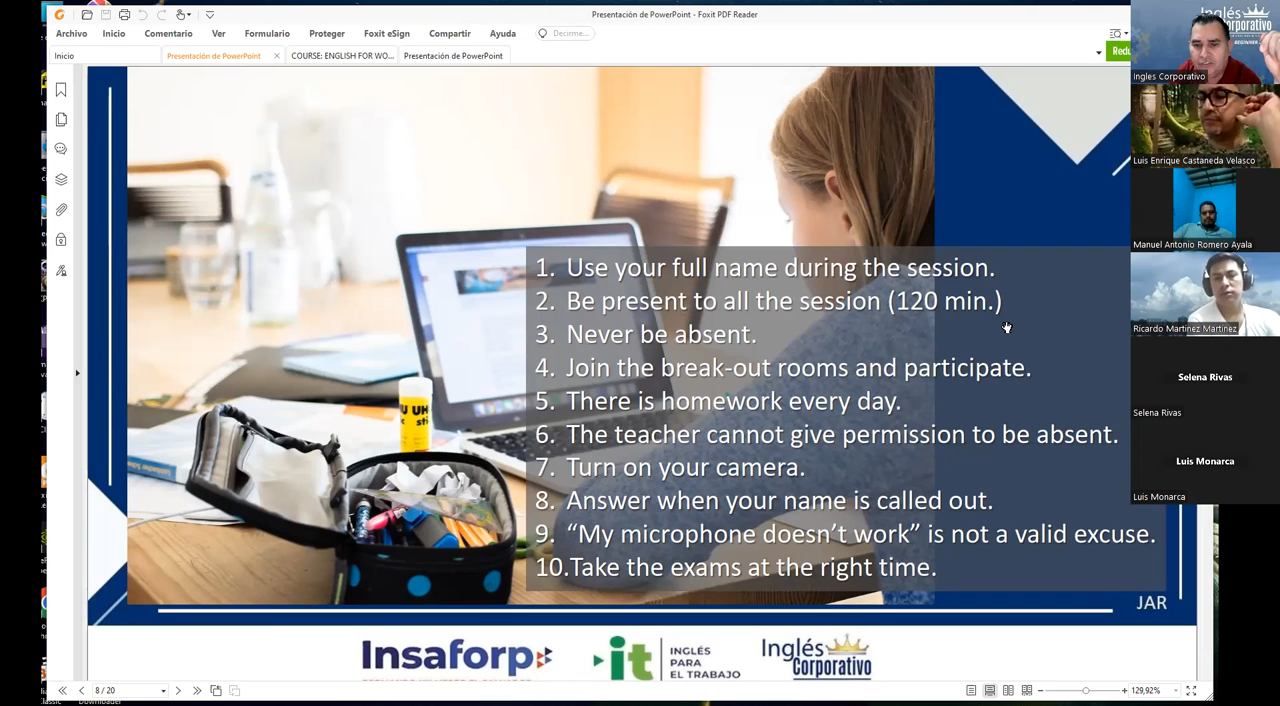 Presentación de PowerPoint - Foxit PDF Reader
Archivo Inicio Comentario Ver Formulario Proteger Foxit eSign Compartir Ayuda Decirme...
Inicio Presentación de PowerPoint COURSE: ENGLISH FOR WO... Presentación de PowerPoint
Inglés
Corporativo
BEGINNER
Ingles Corporativo
Luis Enrique Castaneda Velasco
Manuel Antonio Romero Ayala
Ricardo Martinez Martinez
Selena Rivas
Selena Rivas
Luis Monarca
Luis Monarca
1. Use your full name during the session.
2. Be present to all the session (120 min.)
3. Never be absent.
4. Join the break-out rooms and participate.
5. There is homework every day.
6. The teacher cannot give permission to be absent.
7. Turn on your camera.
8. Answer when your name is called out.
9. “My microphone doesn’t work” is not a valid excuse.
10.Take the exams at the right time.
JAR
Insaforp
it INGLÉS
PARA
EL TRABAJO
Inglés
Corporativo
8 / 20
129,92%